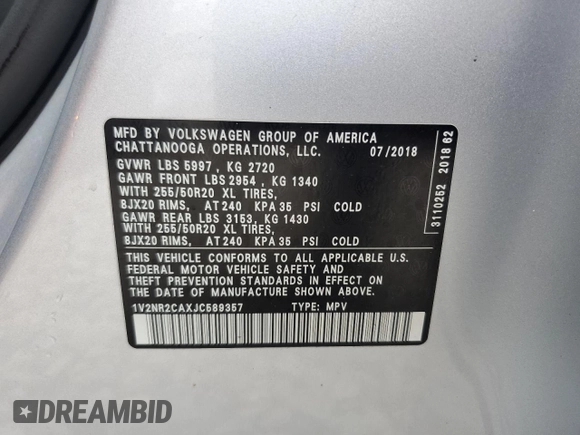 MFD BY VOLKSWAGEN GROUP OF AMERICA
CHATTANOOGA OPERATIONS, LLC. 07/2018
GVWR LBS 5997 , KG 2720
GAWR FRONT LBS 2954 , KG 1340
WITH 255/50R20 XL TIRES,
8JX20 RIMS, AT 240 KPA 35 PSI COLD
GAWR REAR LBS 3153, KG 1430
WITH 255/50R20 XL TIRES,
8JX20 RIMS, AT 240 KPA 35 PSI COLD
THIS VEHICLE CONFORMS TO ALL APPLICABLE U.S.
FEDERAL MOTOR VEHICLE SAFETY AND
THEFT PREVENTION STANDARDS IN EFFECT ON
THE DATE OF MANUFACTURE SHOWN ABOVE.
1V2NR2CAXJC589357 TYPE: MPV
3110252 2018 62
DREAMBID